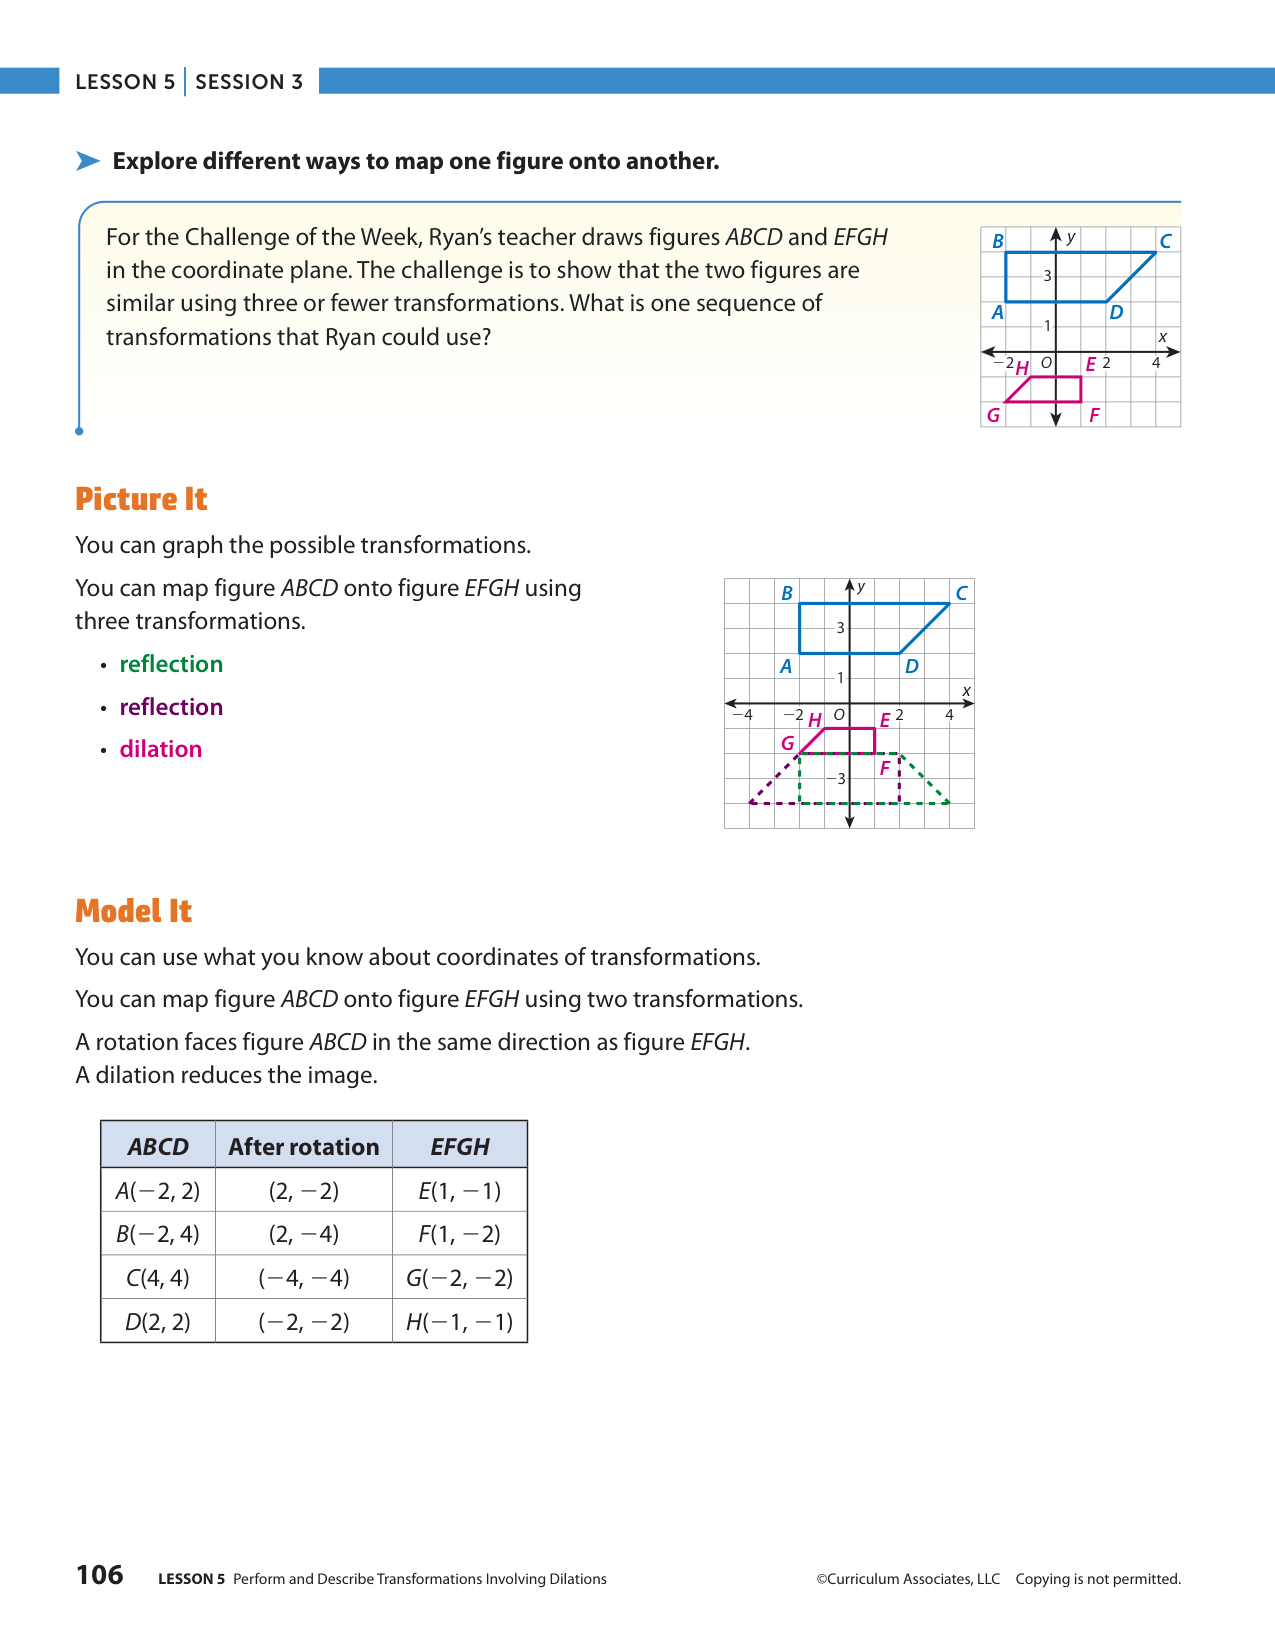 LESSON 5 | SESSION 3
➤ Explore different ways to map one figure onto another.
For the Challenge of the Week, Ryan’s teacher draws figures ABCD and EFGH
in the coordinate plane. The challenge is to show that the two figures are
similar using three or fewer transformations. What is one sequence of
transformations that Ryan could use?
B y C
3
A D
1
x
−2 H O E 2 4
G F
Picture It
You can graph the possible transformations.
You can map figure ABCD onto figure EFGH using
three transformations.
• reflection
• reflection
• dilation
B y C
3
A D
1
x
−4 −2 H O E 2 4
G
F
−3
Model It
You can use what you know about coordinates of transformations.
You can map figure ABCD onto figure EFGH using two transformations.
A rotation faces figure ABCD in the same direction as figure EFGH.
A dilation reduces the image.
ABCD After rotation EFGH
A(−2, 2) (2, −2) E(1, −1)
B(−2, 4) (2, −4) F(1, −2)
C(4, 4) (−4, −4) G(−2, −2)
D(2, 2) (−2, −2) H(−1, −1)
106 LESSON 5 Perform and Describe Transformations Involving Dilations ©Curriculum Associates, LLC Copying is not permitted.